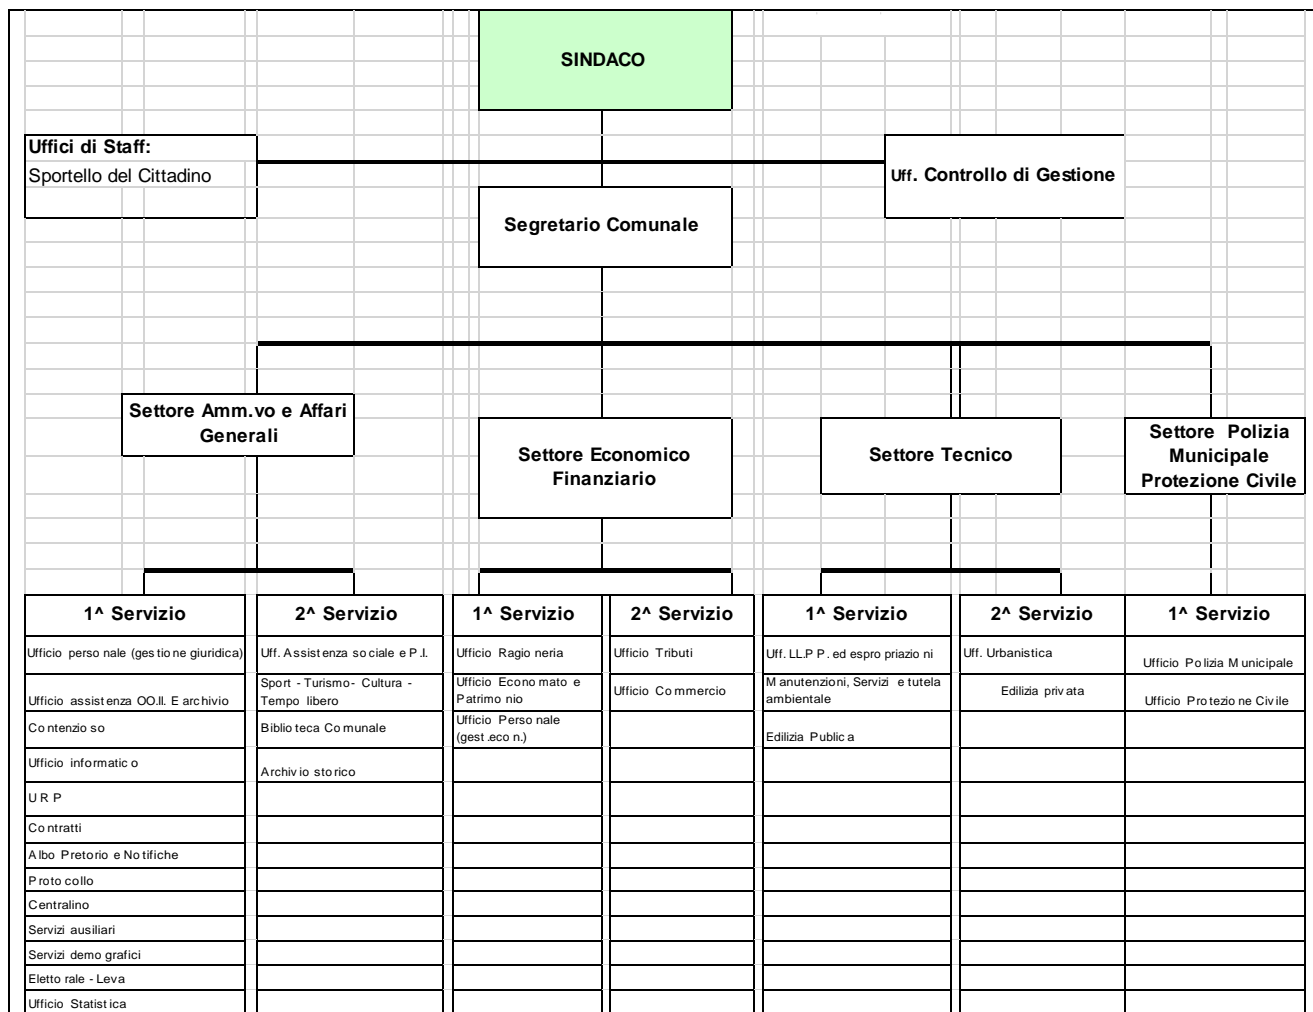 SINDACO
Uffici di Staff:
Sportello del Cittadino
Uff. Controllo di Gestione
Segretario Comunale
Settore Amm.vo e Affari
Generali
Settore Economico
Finanziario
Settore Tecnico
Settore Polizia
Municipale
Protezione Civile
1^ Servizio
2^ Servizio
1^ Servizio
2^ Servizio
1^ Servizio
2^ Servizio
1^ Servizio
Ufficio personale (gestione giuridica)
Uff. Assistenza sociale e P.I.
Ufficio Ragioneria
Ufficio Tributi
Uff. LL.PP. ed espropriazioni
Uff. Urbanistica
Ufficio Polizia Municipale
Ufficio assistenza OO.II. E archivio
Sport - Turismo- Cultura -
Tempo libero
Ufficio Economato e
Patrimonio
Ufficio Commercio
Manutenzioni, Servizi e tutela
ambientale
Edilizia privata
Ufficio Protezione Civile
Contenzioso
Biblioteca Comunale
Ufficio Personale
(gest.econ.)
Edilizia Publica
Ufficio informatico
Archivio storico
U R P
Contratti
Albo Pretorio e Notifiche
Protocollo
Centralino
Servizi ausiliari
Servizi demografici
Elettorale - Leva
Ufficio Statistica